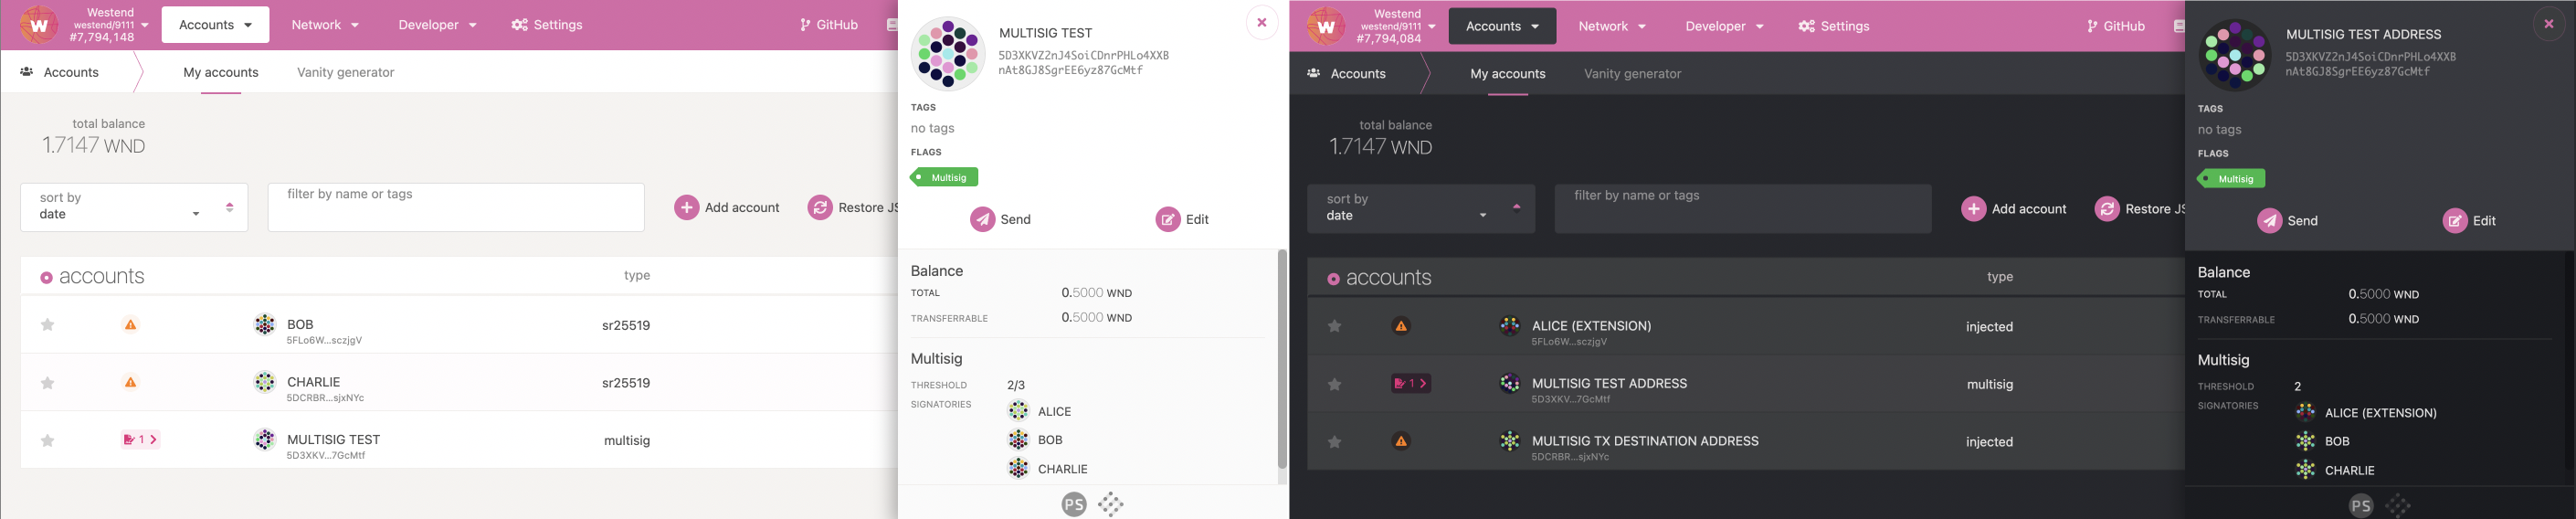 Westend
westend/9111
#7,794,148
Accounts
Network
Developer
Settings
GitHub
Accounts
My accounts
Vanity generator
total balance
1.7147 WND
sort by
date
filter by name or tags
Add account
Restore JS
accounts
type
BOB
5FLo6W...sczjgV
sr25519
CHARLIE
5DCRBR...sjxNYc
sr25519
1
MULTISIG TEST
5D3XKV...7GcMtf
multisig
MULTISIG TEST
5D3XKVZZnJ4SoiCDnrPHLo4XXB
nAt8GJ8SgrEE6yz87GcMtf
TAGS
no tags
FLAGS
Multisig
Send
Edit
Balance
TOTAL
0.5000 WND
TRANSFERRABLE
0.5000 WND
Multisig
THRESHOLD
2/3
SIGNATORIES
ALICE
BOB
CHARLIE
PS
Westend
westend/9111
#7,794,084
Accounts
Network
Developer
Settings
GitHub
Accounts
My accounts
Vanity generator
total balance
1.7147 WND
sort by
date
filter by name or tags
Add account
Restore JS
accounts
type
ALICE (EXTENSION)
5FLo6W...sczjgV
injected
1
MULTISIG TEST ADDRESS
5D3XKV...7GcMtf
multisig
MULTISIG TX DESTINATION ADDRESS
5DCRBR...sjxNYc
injected
MULTISIG TEST ADDRESS
5D3XKVZZnJ4SoiCDnrPHLo4XXB
nAt8GJ8SgrEE6yz87GcMtf
TAGS
no tags
FLAGS
Multisig
Send
Edit
Balance
TOTAL
0.5000 WND
TRANSFERRABLE
0.5000 WND
Multisig
THRESHOLD
2
SIGNATORIES
ALICE (EXTENSION)
BOB
CHARLIE
PS